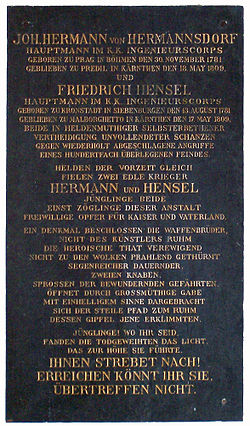 JOH. HERMANN VON HERMANNSDORF
HAUPTMANN IM K.K. INGENIEURSCORPS
GEBOREN ZU PRAG IN BÖHMEN DEN 30. NOVEMBER 1781
GEBLIEBEN ZU PREDIL IN KÄRNTHEN DEN 18. MAY 1809.
UND
FRIEDRICH HENSEL
HAUPTMANN IM K.K. INGENIEURSCORPS
GEBOREN ZU KRONSTADT IN SIEBENBÜRGEN DEN 13. AUGUST 1781
GEBLIEBEN ZU MALBORGHETTO IN KÄRNTHEN DEN 17. MAY 1809.
BEIDE IN HELDENMÜTHIGER SELBSTERBETHENER
VERTHEIDIGUNG UNVOLLENDETER SCHANZEN
GEGEN WIEDERHOLT ABGESCHLAGENE ANGRIFFE
EINES HUNDERTFACH ÜBERLEGENEN FEINDES.
HELDEN DER VORZEIT GLEICH
FIELEN ZWEI EDLE KRIEGER
HERMANN UND HENSEL
JÜNGLINGE BEIDE
EINST ZÖGLINGE DIESER ANSTALT
FREIWILLIGE OPFER FÜR KAISER UND VATERLAND.
EIN DENKMAL BESCHLOSSEN DIE WAFFENBRÜDER,
NICHT DES KÜNSTLERS RUHM
DIE HEROISCHE THAT VEREWIGEND
NICHT ZU DEN WOLKEN PRAHLEND GETHÜRMT
SEGENREICHER DAUERNDER
ZWEIEN KNABEN,
SPROSSEN DER BEWUNDERNDEN GEFÄHRTEN,
ÖFFNET DURCH GROSSMÜTIGE GABE
MIT EINHELLIGEM SINNE DARGEBRACHT
SICH DER STEILE PFAD ZUM RUHM
DESSEN GIPFEL JENE ERKLIMMTEN.
JÜNGLINGE! WO IHR SEID,
FANDEN DIE TODGEWEIHTEN DAS LICHT,
DAS ZUR HÖHE SIE FÜHRTE.
IHNEN STREBET NACH!
ERREICHEN KÖNNT IHR SIE,
ÜBERTREFFEN NICHT.